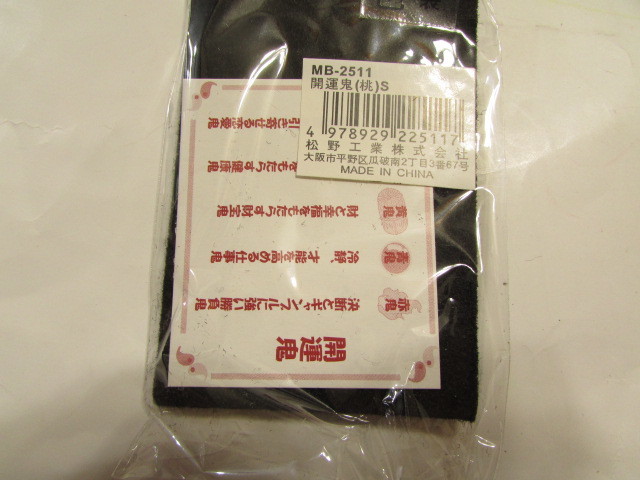 MB-2511
開運鬼(桃)S
4 978929 225117
松野工業株式会社
大阪市平野区瓜破南2丁目3番67号
MADE IN CHINA
開運鬼
赤鬼 決断とギャンブルに強い勝負鬼
青鬼 冷静、才能を高める仕事鬼
黄鬼 財と幸福をもたらす財宝鬼
をもたらす健康鬼
引き寄せる恋愛鬼